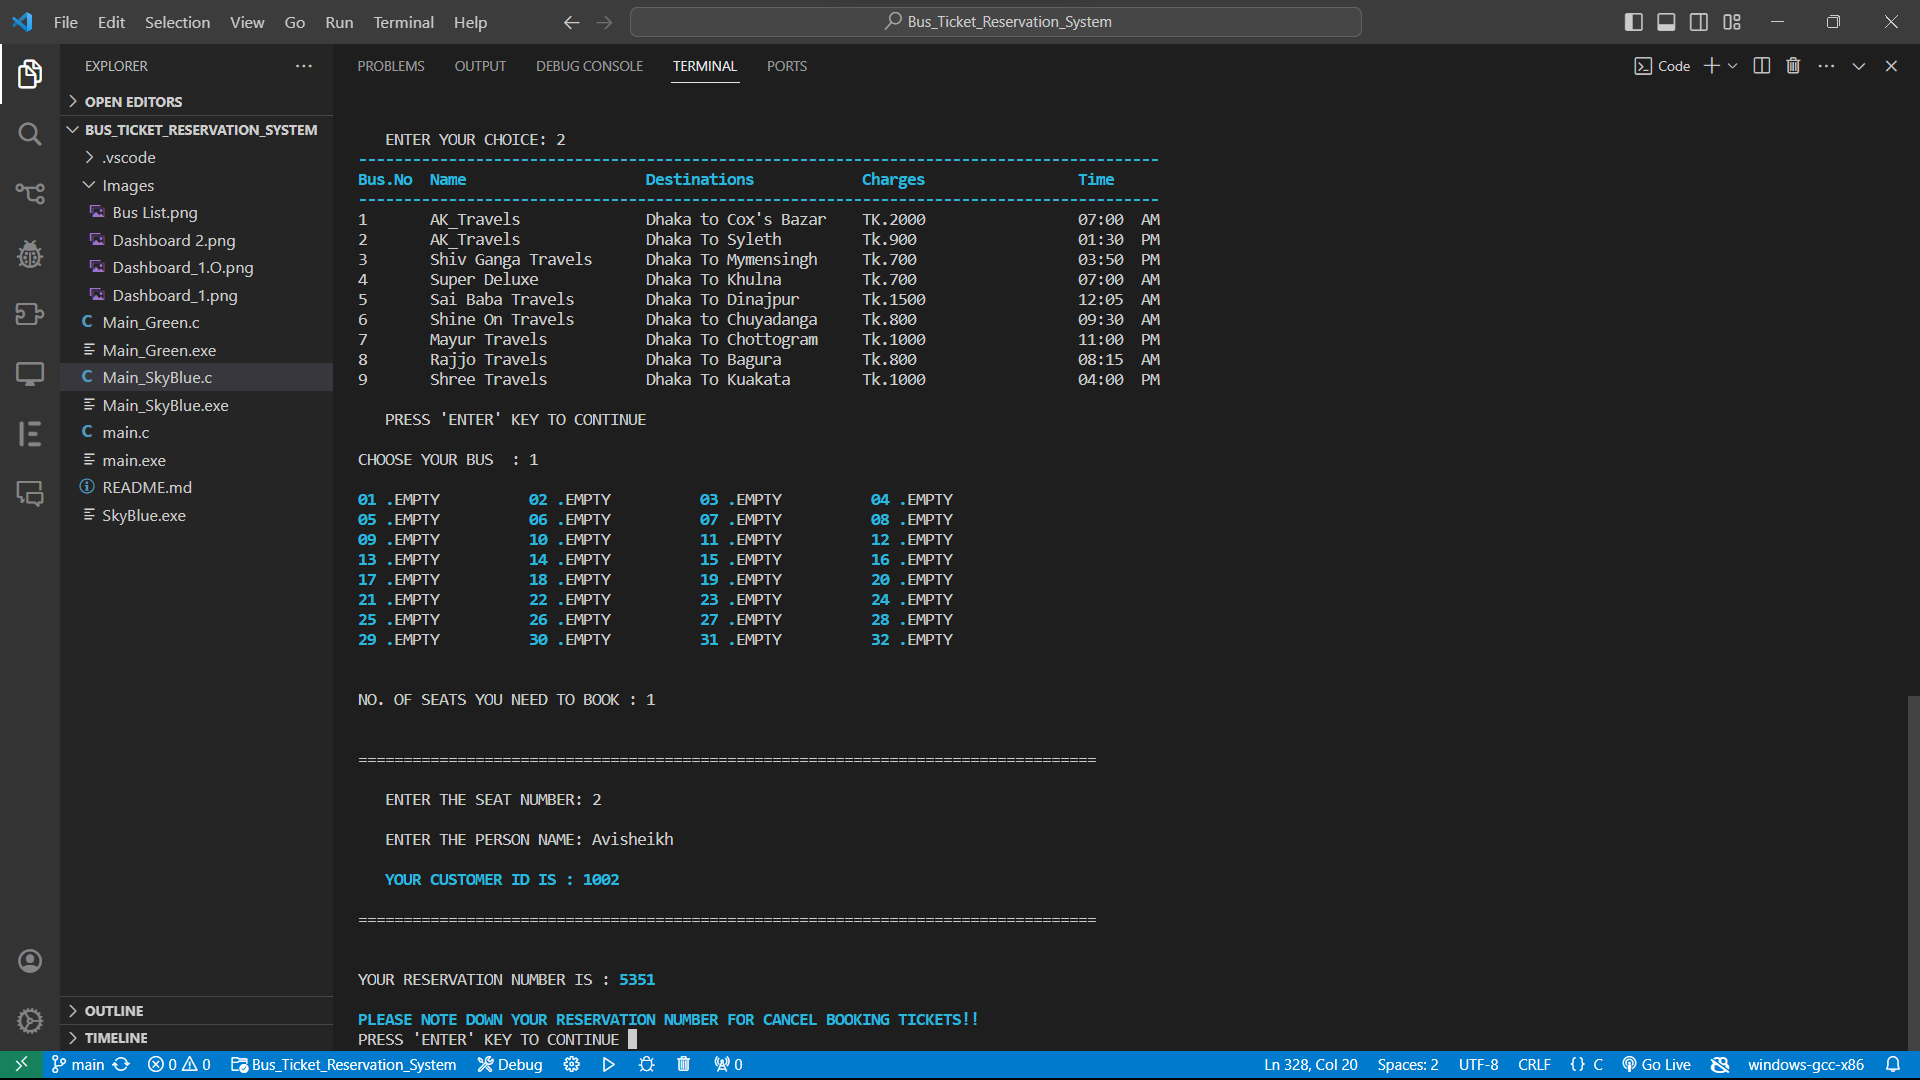 File Edit Selection View Go Run Terminal Help
Bus_Ticket_Reservation_System
EXPLORER
OPEN EDITORS
BUS_TICKET_RESERVATION_SYSTEM
.vscode
Images
Bus List.png
Dashboard 2.png
Dashboard_1.O.png
Dashboard_1.png
C Main_Green.c
Main_Green.exe
C Main_SkyBlue.c
Main_SkyBlue.exe
C main.c
main.exe
README.md
SkyBlue.exe
OUTLINE
TIMELINE
PROBLEMS OUTPUT DEBUG CONSOLE TERMINAL PORTS
Code
ENTER YOUR CHOICE: 2
-----------------------------------------------------------------------------------------
Bus.No Name Destinations Charges Time
-----------------------------------------------------------------------------------------
1 AK_Travels Dhaka to Cox's Bazar TK.2000 07:00 AM
2 AK_Travels Dhaka To Syleth Tk.900 01:30 PM
3 Shiv Ganga Travels Dhaka To Mymensingh Tk.700 03:50 PM
4 Super Deluxe Dhaka To Khulna Tk.700 07:00 AM
5 Sai Baba Travels Dhaka To Dinajpur Tk.1500 12:05 AM
6 Shine On Travels Dhaka to Chuyadanga Tk.800 09:30 AM
7 Mayur Travels Dhaka To Chottogram Tk.1000 11:00 PM
8 Rajjo Travels Dhaka To Bagura Tk.800 08:15 AM
9 Shree Travels Dhaka To Kuakata Tk.1000 04:00 PM
PRESS 'ENTER' KEY TO CONTINUE
CHOOSE YOUR BUS : 1
01 .EMPTY 02 .EMPTY 03 .EMPTY 04 .EMPTY
05 .EMPTY 06 .EMPTY 07 .EMPTY 08 .EMPTY
09 .EMPTY 10 .EMPTY 11 .EMPTY 12 .EMPTY
13 .EMPTY 14 .EMPTY 15 .EMPTY 16 .EMPTY
17 .EMPTY 18 .EMPTY 19 .EMPTY 20 .EMPTY
21 .EMPTY 22 .EMPTY 23 .EMPTY 24 .EMPTY
25 .EMPTY 26 .EMPTY 27 .EMPTY 28 .EMPTY
29 .EMPTY 30 .EMPTY 31 .EMPTY 32 .EMPTY
NO. OF SEATS YOU NEED TO BOOK : 1
==================================================================================
ENTER THE SEAT NUMBER: 2
ENTER THE PERSON NAME: Avisheikh
YOUR CUSTOMER ID IS : 1002
==================================================================================
YOUR RESERVATION NUMBER IS : 5351
PLEASE NOTE DOWN YOUR RESERVATION NUMBER FOR CANCEL BOOKING TICKETS!!
PRESS 'ENTER' KEY TO CONTINUE
main 0 0 Bus_Ticket_Reservation_System Debug 0 Ln 328, Col 20 Spaces: 2 UTF-8 CRLF {} C Go Live windows-gcc-x86